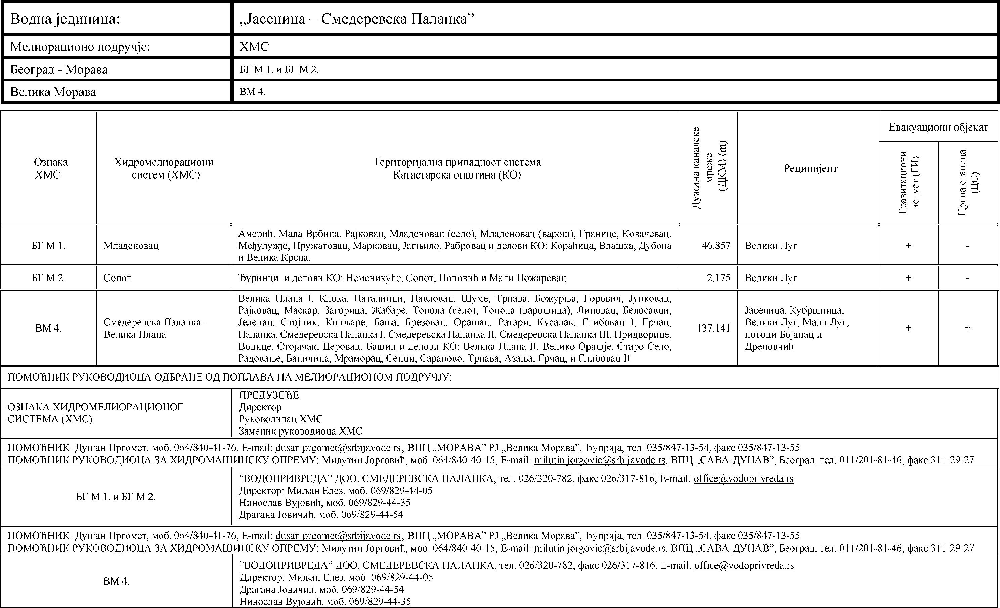 Водна јединица:
„Јасеница – Смедеревска Паланка”
Мелиорационо подручје:
ХМС
Београд - Морава
БГ М 1. и БГ М 2.
Велика Морава
ВМ 4.
Ознака
ХМС
Хидромелиорациони
систем (ХМС)
Територијална припадност система
Катастарска општина (КО)
Дужина каналске
мреже
(ДКМ) (m)
Реципијент
Евакуациони објекат
Гравитациони
испуст (ГИ)
Црпна станица
(ЦС)
БГ М 1.
Младеновац
Амерић, Мала Врбица, Рајковац, Младеновац (село), Младеновац (варош), Границе, Ковачевац,
Међулужје, Пружатовац, Марковац, Јагњило, Рабровац и делови КО: Кораћица, Влашка, Дубона
и Велика Крсна,
46.857
Велики Луг
+
-
БГ М 2.
Сопот
Ђуринци и делови КО: Неменикуће, Сопот, Поповић и Мали Пожаревац
2.175
Велики Луг
+
-
ВМ 4.
Смедеревска Паланка -
Велика Плана
Велика Плана I, Клока, Наталинци, Павловац, Шуме, Трнава, Божурња, Горович, Јунковац,
Рајковац, Маскар, Загорица, Жабаре, Топола (село), Топола (варошица), Липовац, Белосавци,
Јеленац, Стојник, Копљаре, Бања, Брезовац, Орашац, Ратари, Кусадак, Глибовац I, Грчац,
Паланка, Смедеревска Паланка I, Смедеревска Паланка II, Смедеревска Паланка III, Придворице,
Водице, Стојачак, Церовац, Башин и делови КО: Велика Плана II, Велико Орашје, Старо Село,
Радовање, Баничина, Мраморац, Сепци, Сараново, Трнава, Азања, Грчац, и Глибовац II
137.141
Јасеница, Кубршница,
Велики Луг, Мали Луг,
потоци Бојанац и
Дреновчић
+
+
ПОМОЋНИК РУКОВОДИОЦА ОДБРАНЕ ОД ПОПЛАВА НА МЕЛИОРАЦИОНОМ ПОДРУЧЈУ:
ОЗНАКА ХИДРОМЕЛИОРАЦИОНОГ
СИСТЕМА (ХМС)
ПРЕДУЗЕЋЕ
Директор
Руководилац ХМС
Заменик руководиоца ХМС
ПОМОЋНИК: Душан Пргомет, моб. 064/840-41-76, E-mail: dusan.prgomet@srbijavode.rs, ВПЦ „МОРАВА” РЈ „Велика Морава”, Ћуприја, тел. 035/847-13-54, факс 035/847-13-55
ПОМОЋНИК РУКОВОДИОЦА ЗА ХИДРОМАШИНСКУ ОПРЕМУ: Милутин Јорговић, моб. 064/840-40-15, E-mail: milutin.jorgovic@srbijavode.rs, ВПЦ „САВА-ДУНАВ”, Београд, тел. 011/201-81-46, факс 311-29-27
БГ М 1. и БГ М 2.
”ВОДОПРИВРЕДА” ДОО, СМЕДЕРЕВСКА ПАЛАНКА, тел. 026/320-782, факс 026/317-816, E-mail: office@vodoprivreda.rs
Директор: Миљан Елез, моб. 069/829-44-05
Нинослав Вујовић, моб. 069/829-44-35
Драгана Јовичић, моб. 069/829-44-54
ПОМОЋНИК: Душан Пргомет, моб. 064/840-41-76, E-mail: dusan.prgomet@srbijavode.rs, ВПЦ „МОРАВА” РЈ „Велика Морава”, Ћуприја, тел. 035/847-13-54, факс 035/847-13-55
ПОМОЋНИК РУКОВОДИОЦА ЗА ХИДРОМАШИНСКУ ОПРЕМУ: Милутин Јорговић, моб. 064/840-40-15, E-mail: milutin.jorgovic@srbijavode.rs, ВПЦ „САВА-ДУНАВ”, Београд, тел. 011/201-81-46, факс 311-29-27
ВМ 4.
”ВОДОПРИВРЕДА” ДОО, СМЕДЕРЕВСКА ПАЛАНКА, тел. 026/320-782, факс 026/317-816, E-mail: office@vodoprivreda.rs
Директор: Миљан Елез, моб. 069/829-44-05
Драгана Јовичић, моб. 069/829-44-54
Нинослав Вујовић, моб. 069/829-44-35